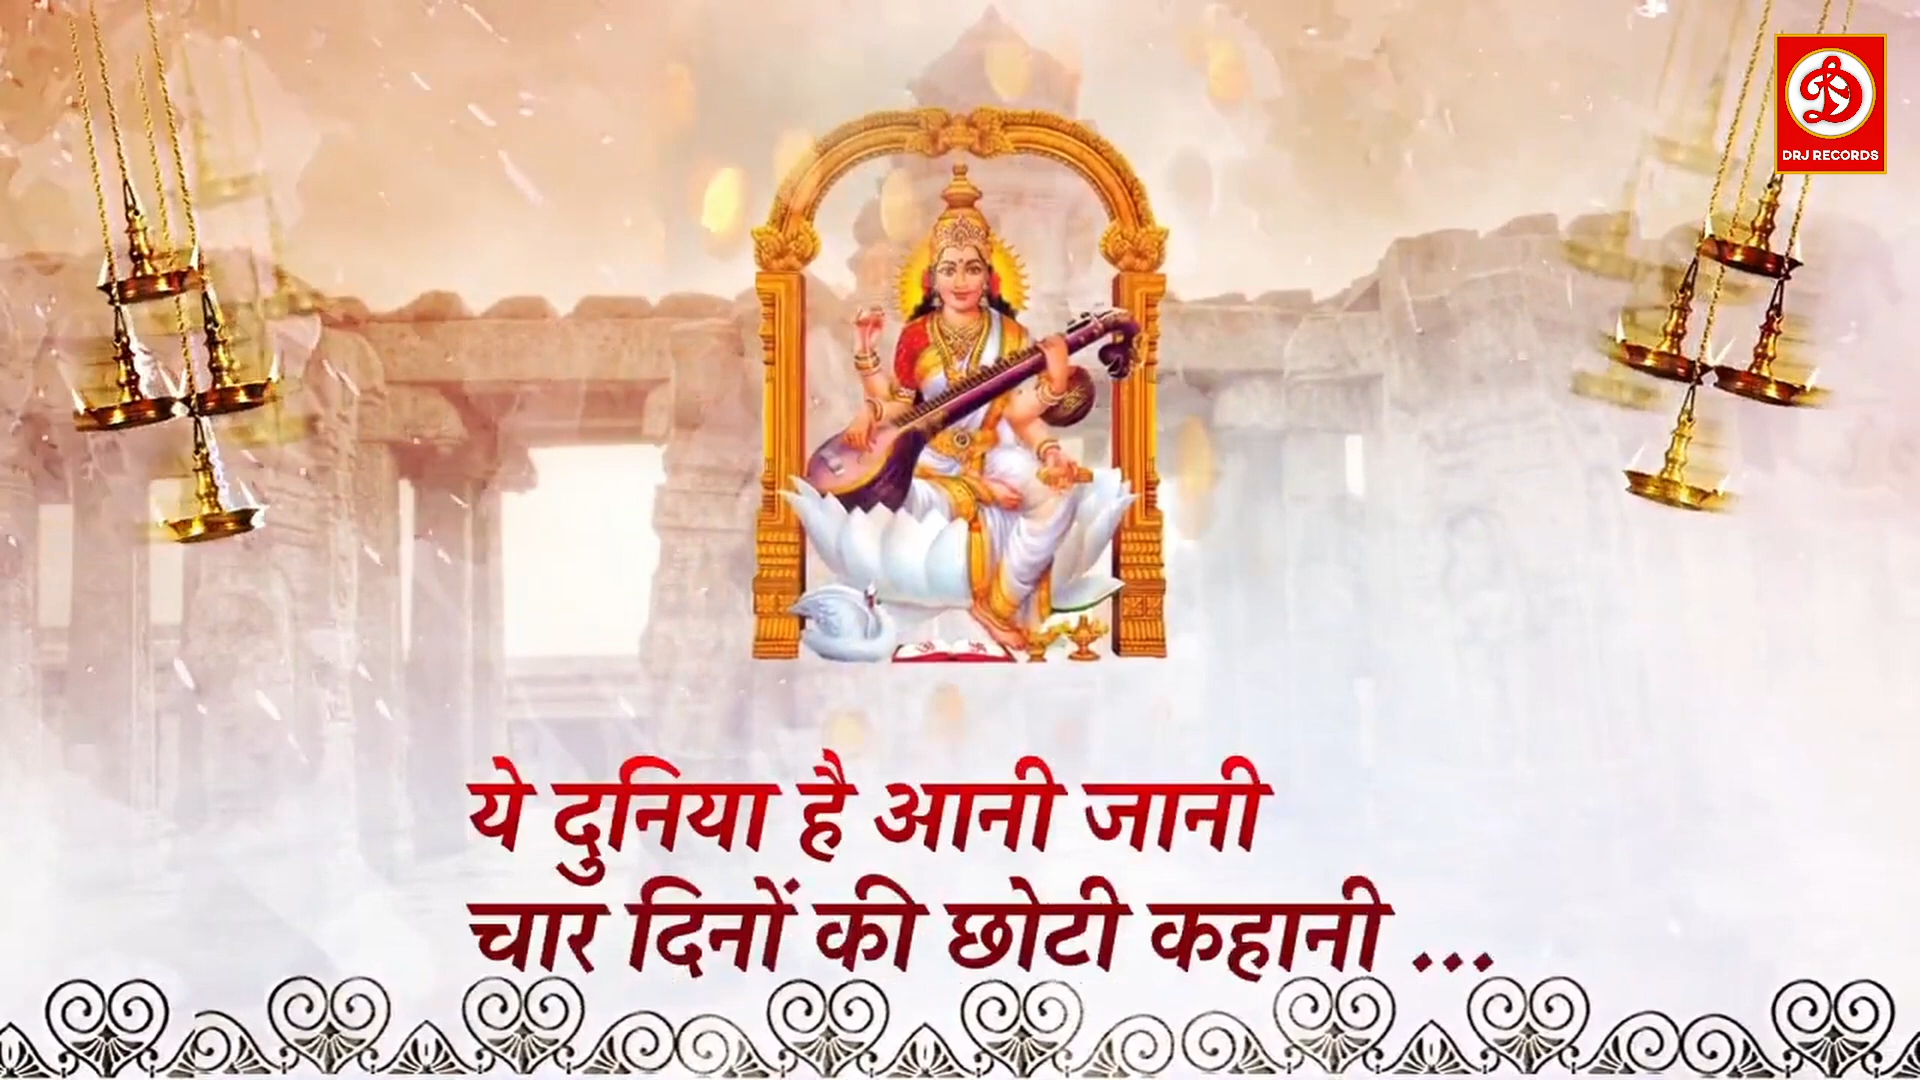 DRJ RECORDS
ये दुनिया है आनी जानी
चार दिनों की छोटी कहानी ...